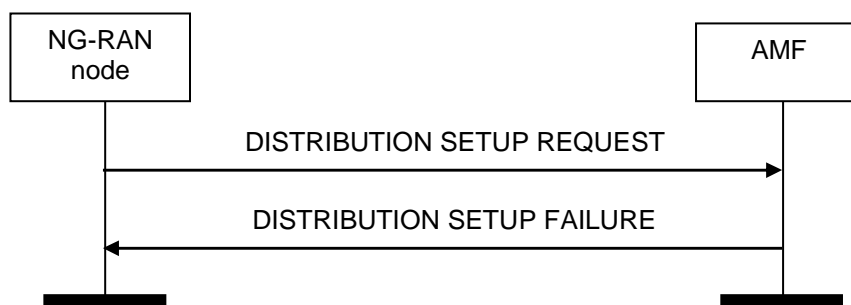 NG-RAN
node
AMF
DISTRIBUTION SETUP REQUEST
DISTRIBUTION SETUP FAILURE